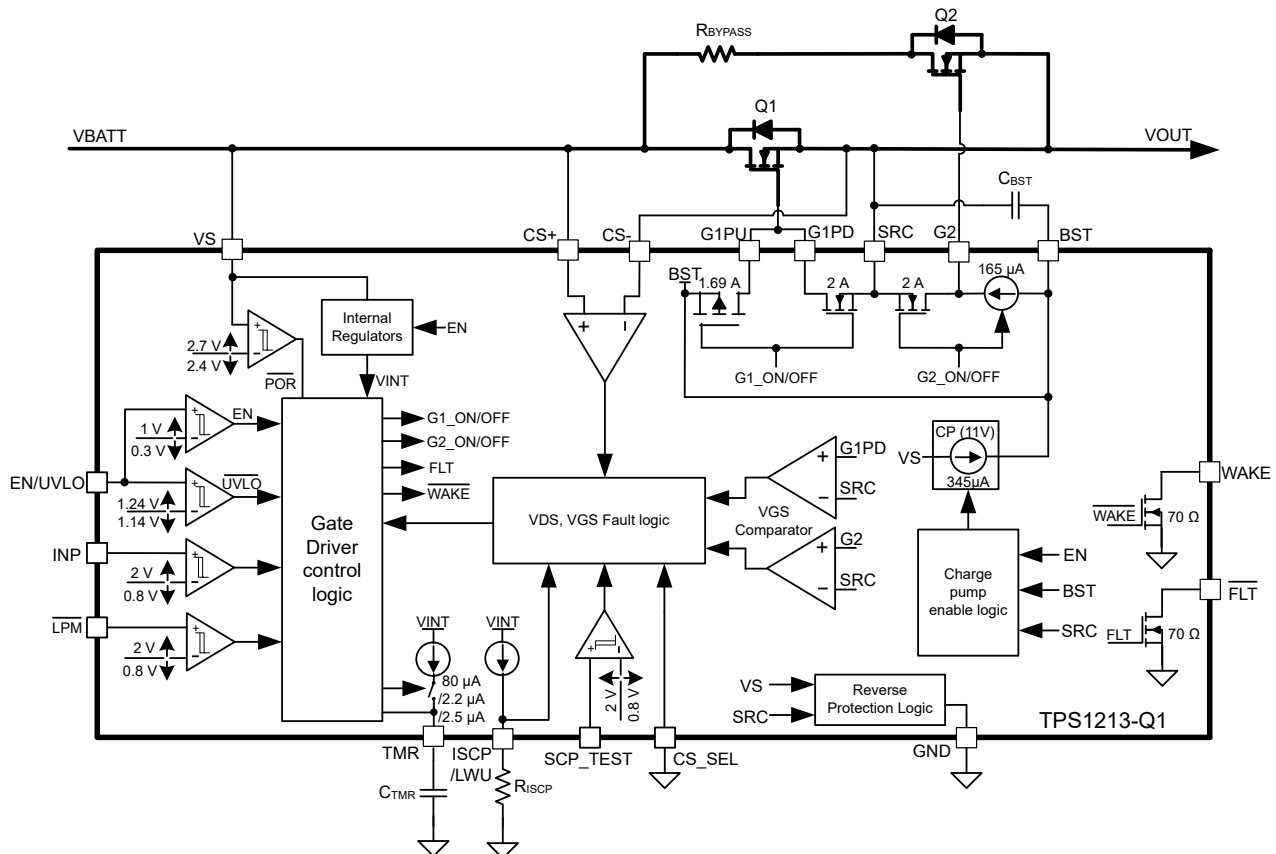 Q2
RBYPASS
Q1
VBATT
VOUT
CBST
VS
CS+
CS-
G1PU
G1PD
SRC
G2
BST
BST
1.69 A
2 A
2 A
165 µA
Internal
Regulators
EN
2.7 V
2.4 V
POR
VINT
G1_ON/OFF
G2_ON/OFF
EN
1 V
0.3 V
G1_ON/OFF
G2_ON/OFF
FLT
WAKE
CP (11V)
VS
345µA
G1PD
SRC
VGS
Comparator
G2
SRC
EN/UVLO
UVLO
1.24 V
1.14 V
Gate
Driver
control
logic
VDS, VGS Fault logic
WAKE
WAKE
70 Ω
INP
2 V
0.8 V
Charge
pump
enable logic
EN
BST
SRC
FLT
FLT
70 Ω
LPM
2 V
0.8 V
VINT
VINT
80 µA
/2.2 µA
/2.5 µA
2 V
0.8 V
VS
SRC
Reverse
Protection Logic
TPS1213-Q1
TMR
ISCP
/LWU
SCP_TEST
CS_SEL
GND
CTMR
RISCP